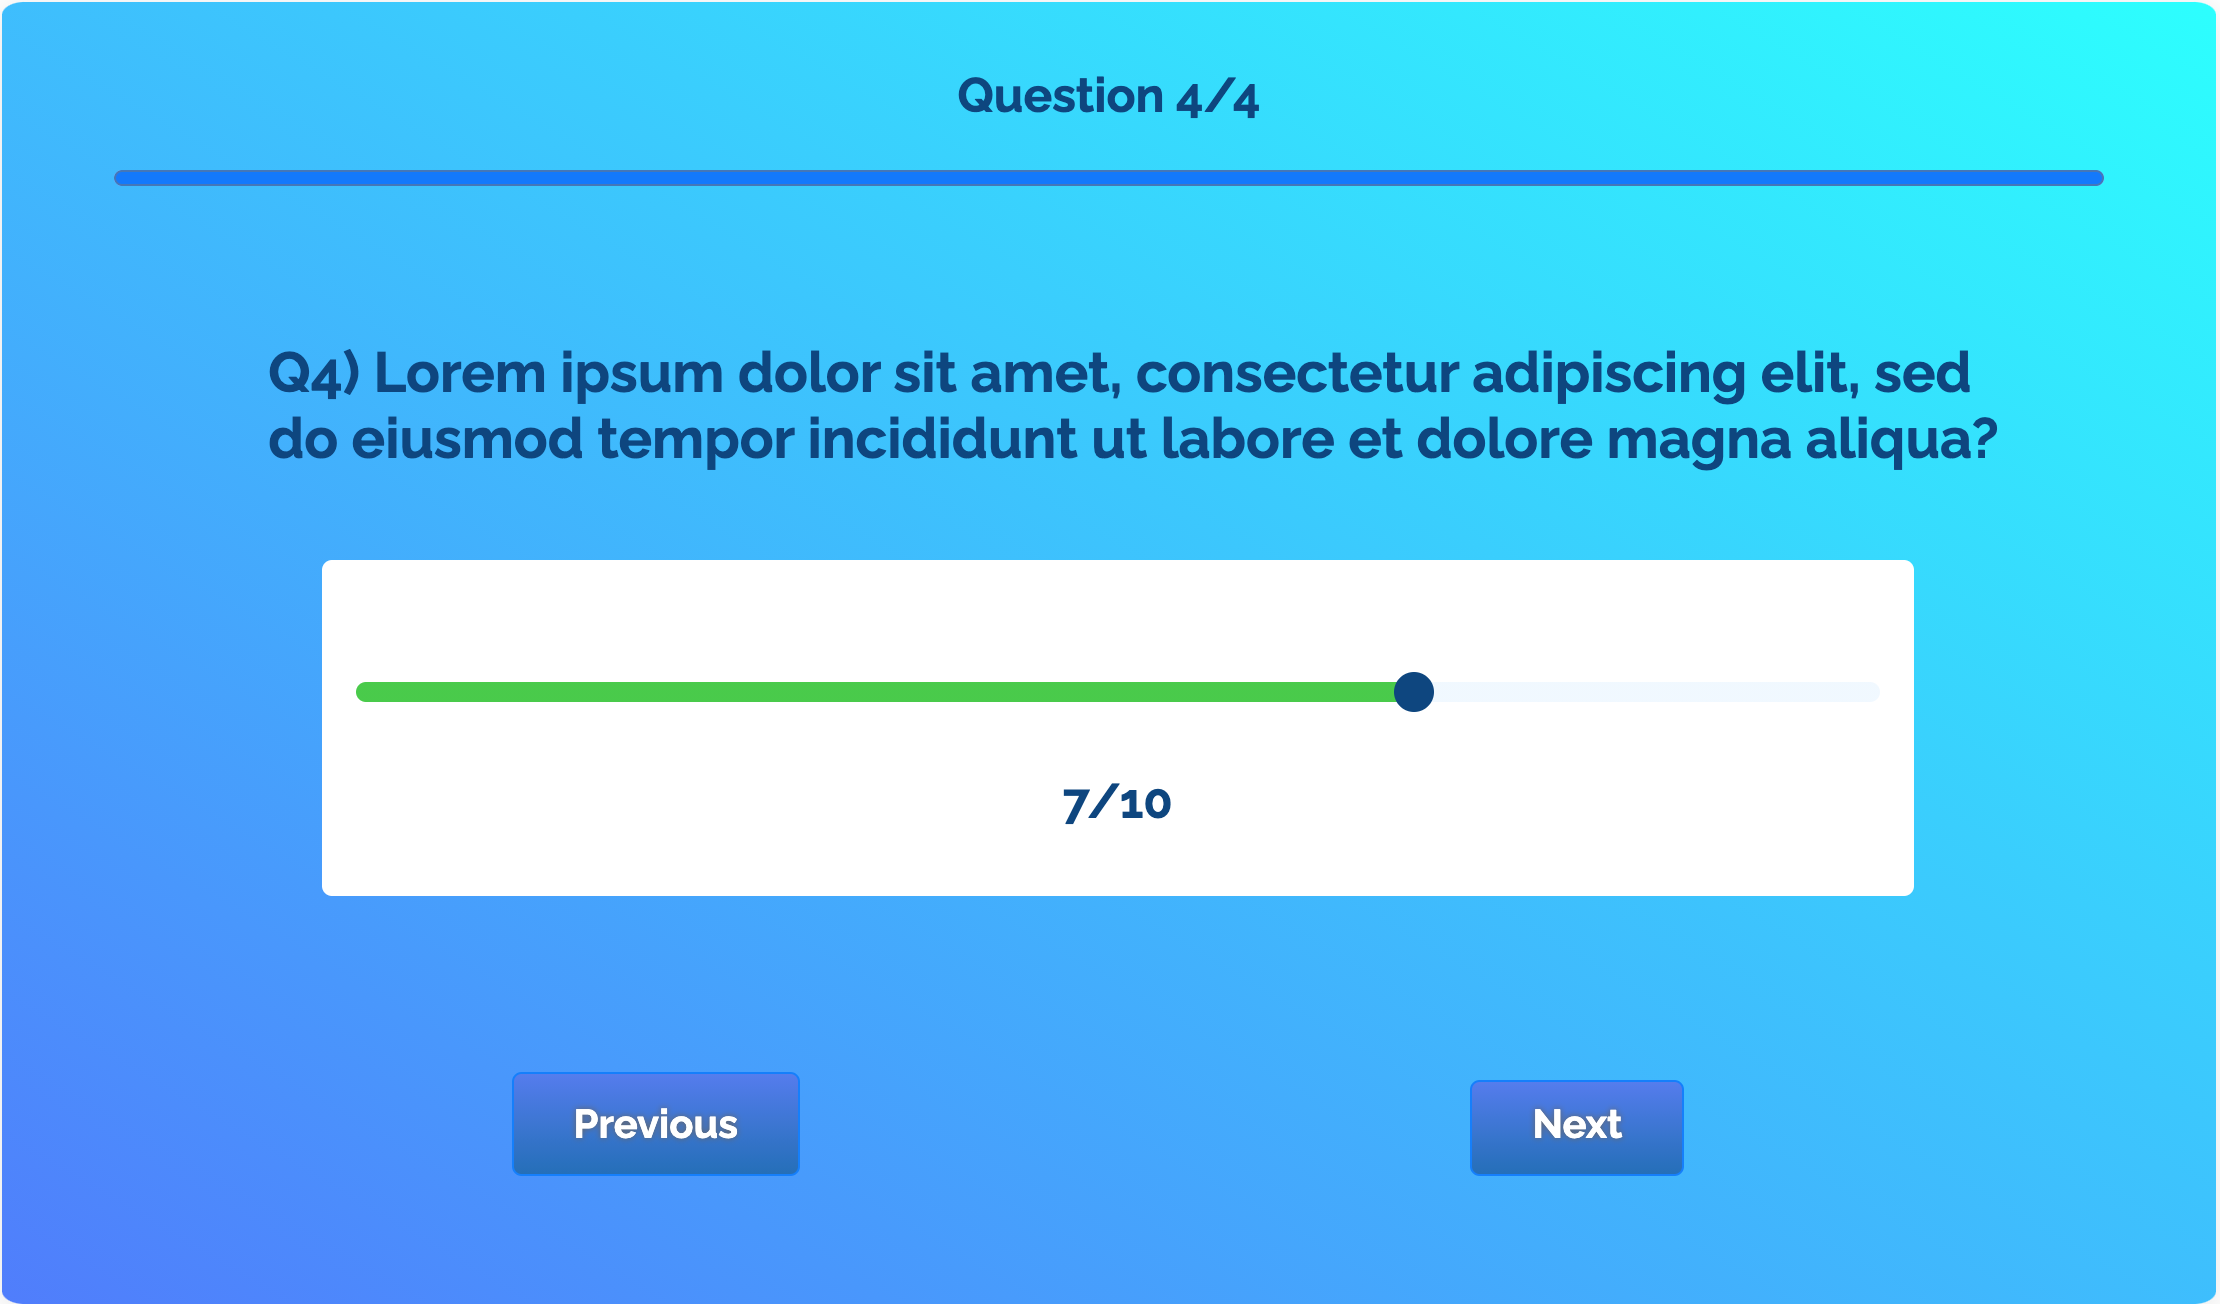 Question 4/4
Q4) Lorem ipsum dolor sit amet, consectetur adipiscing elit, sed
do eiusmod tempor incididunt ut labore et dolore magna aliqua?
7/10
Previous
Next